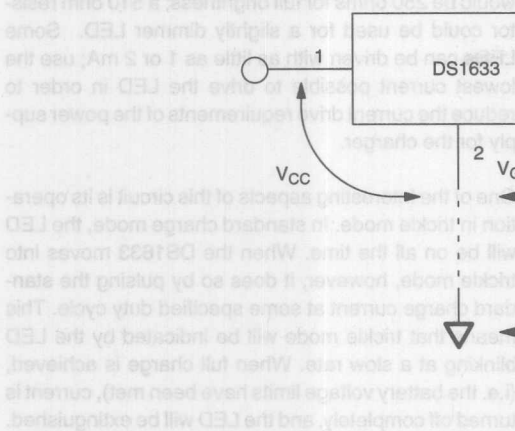 1
DS1633
2
VCC
would be 250 ohms for full brightness; a 510 ohm resis-
tor could be used for a slightly dimmer LED. Some
LEDs can be driven with as little as 1 or 2 mA; use the
lowest current possible to drive the LED in order to
reduce the current drive requirements of the power sup-
ply for the charger.
One of the interesting aspects of this circuit is its opera-
tion in trickle mode. In standard charge mode, the LED
will be on all the time. When the DS1633 moves into
trickle mode, however, it does so by pulsing the stan-
dard charge current at some specified duty cycle. This
means that trickle mode will be indicated by the LED
blinking at a slow rate. When full charge is achieved,
(i.e. the battery voltage limits have been met), current is
turned off completely, and the LED will be extinguished.